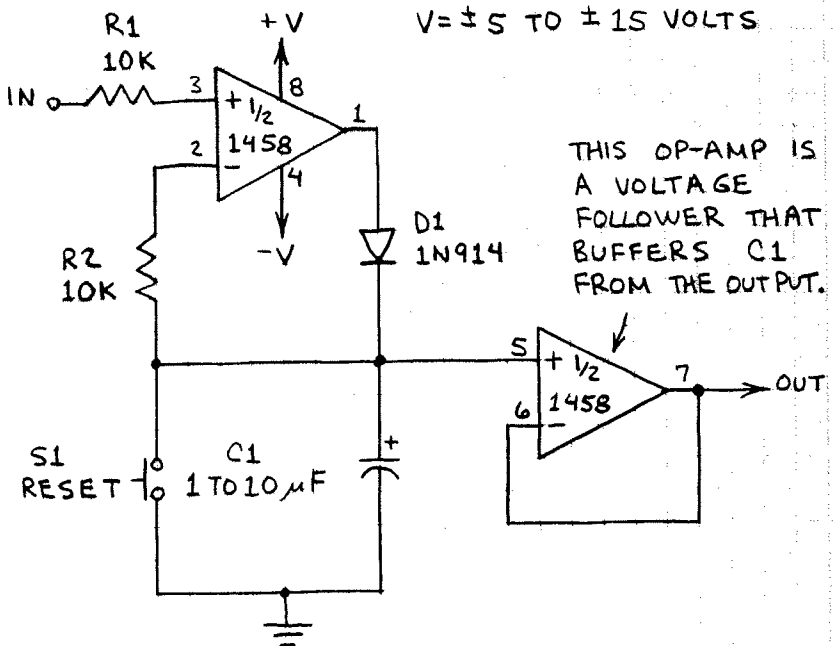 V= ± 5 TO ± 15 VOLTS
R1
10K
+V
IN
3
+
1/2
8
1
1458
2
-
4
-V
D1
1N914
R2
10K
THIS OP-AMP IS
A VOLTAGE
FOLLOWER THAT
BUFFERS C1
FROM THE OUTPUT.
5
+
1/2
7
OUT
6
1458
-
S1
RESET
C1
1 TO 10 µF
+